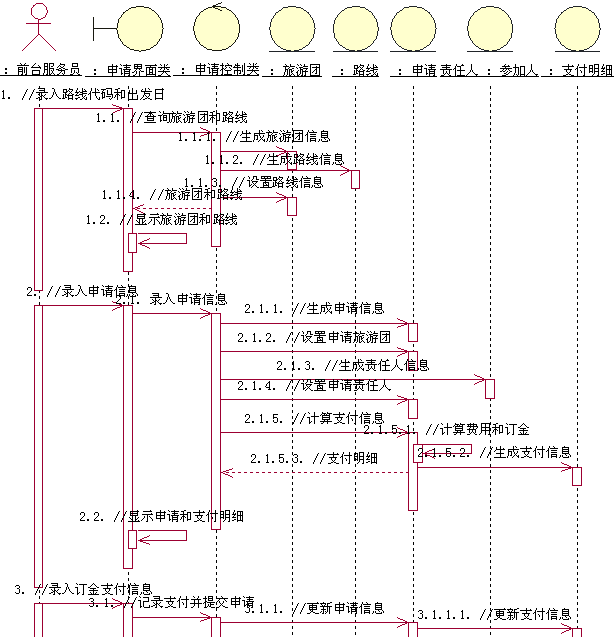 : 前台服务员 : 申请界面类 : 申请控制类 : 旅游团 : 路线 : 申请 责任人 : 参加人 : 支付明细
1. //录入路线代码和出发日
1.1. //查询旅游团和路线
1.1.1. //生成旅游团信息
1.1.2. //生成路线信息
1.1.3. //设置路线信息
1.1.4. //旅游团和路线
1.2. //显示旅游团和路线
2. //录入申请信息
录入申请信息
2.1.1. //生成申请信息
2.1.2. //设置申请旅游团
2.1.3. //生成责任人信息
2.1.4. //设置申请责任人
2.1.5. //计算支付信息
2.1.5.1. //计算费用和订金
2.1.5.2. //生成支付信息
2.1.5.3. //支付明细
2.2. //显示申请和支付明细
3. //录入订金支付信息
3.1. //记录支付并提交申请
3.1.1. //更新申请信息
3.1.1.1. //更新支付信息